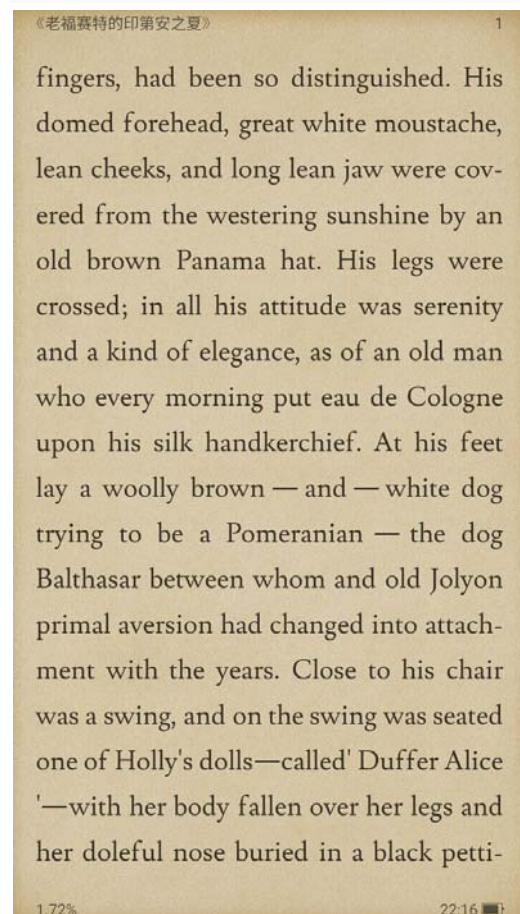 《老福赛特的印第安之夏》 1
fingers, had been so distinguished. His
domed forehead, great white moustache,
lean cheeks, and long lean jaw were cov-
ered from the westering sunshine by an
old brown Panama hat. His legs were
crossed; in all his attitude was serenity
and a kind of elegance, as of an old man
who every morning put eau de Cologne
upon his silk handkerchief. At his feet
lay a woolly brown — and — white dog
trying to be a Pomeranian — the dog
Balthasar between whom and old Jolyon
primal aversion had changed into attach-
ment with the years. Close to his chair
was a swing, and on the swing was seated
one of Holly's dolls—called' Duffer Alice
'—with her body fallen over her legs and
her doleful nose buried in a black petti-
1.72% 22:16